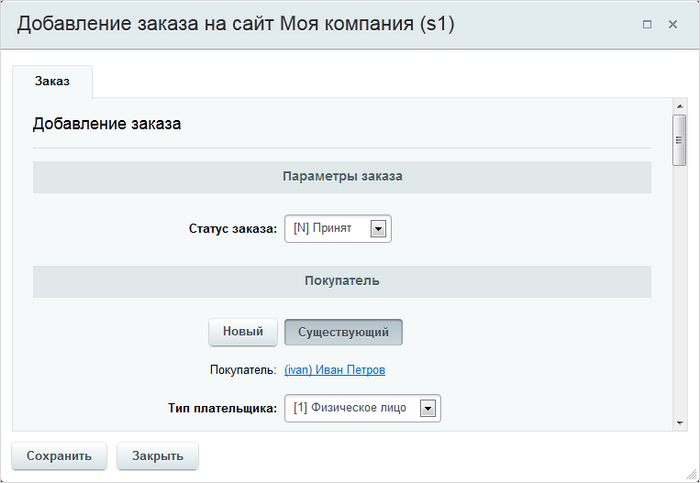 Добавление заказа на сайт Моя компания (s1)
Заказ
Добавление заказа
Параметры заказа
Статус заказа: [N] Принят
Покупатель
Новый Существующий
Покупатель: (ivan) Иван Петров
Тип плательщика: [1] Физическое лицо
Сохранить Закрыть